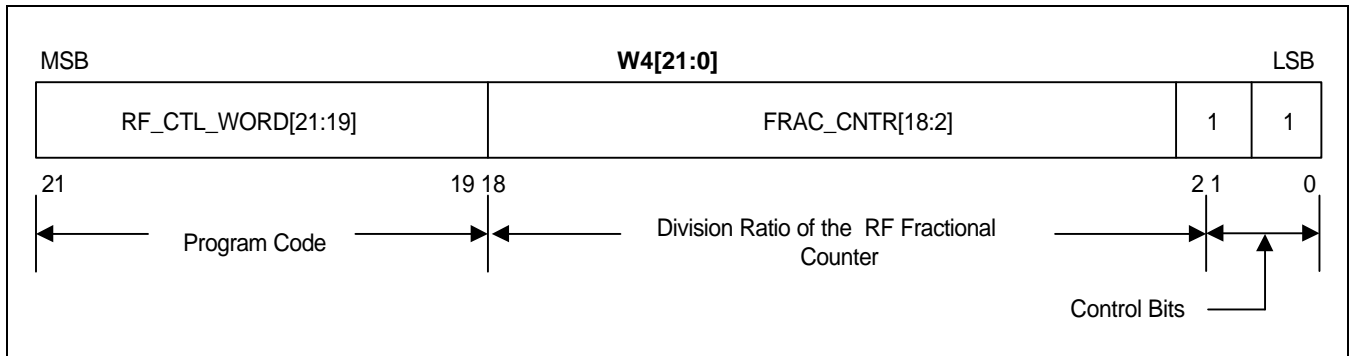 MSB W4[21:0] LSB
RF_CTL_WORD[21:19] FRAC_CNTR[18:2] 1 1
21 19 18 2 1 0
Program Code Division Ratio of the RF Fractional
Counter
Control Bits